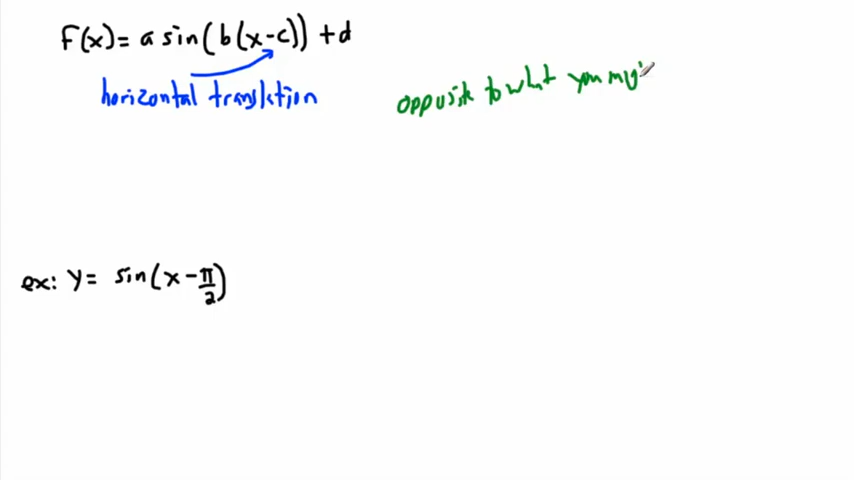 F(x) = a sin(b(x-c)) + d
horizontal translation
opposite to what you
ex: y = sin(x - π/2)